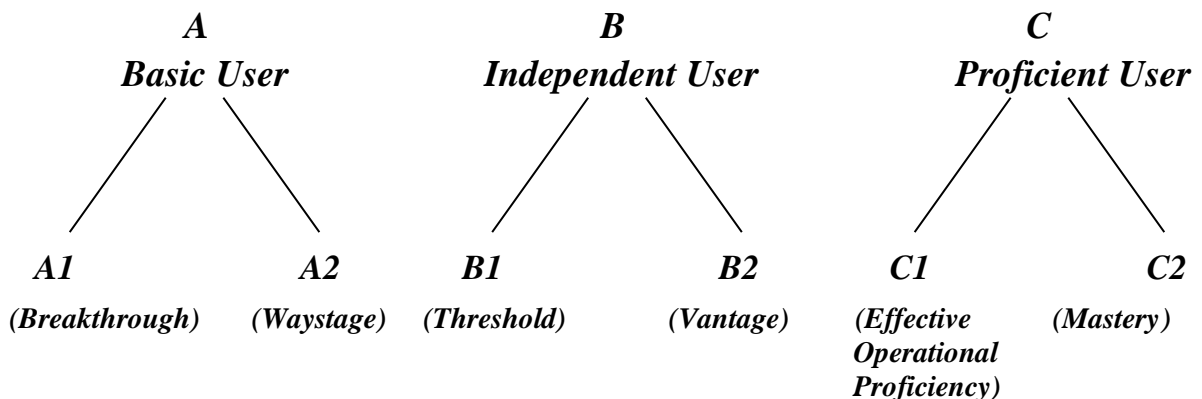 A B C
Basic User Independent User Proficient User
A1 A2 B1 B2 C1 C2
(Breakthrough) (Waystage) (Threshold) (Vantage) (Effective (Mastery)
Operational
Proficiency)